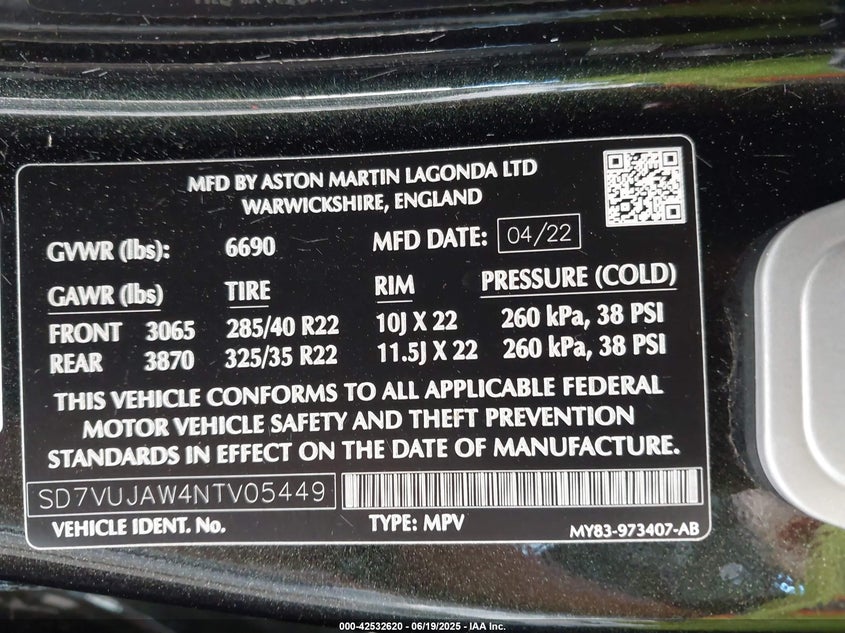 MFD BY ASTON MARTIN LAGONDA LTD
WARWICKSHIRE, ENGLAND
GVWR (lbs): 6690 MFD DATE: 04/22
GAWR (lbs) TIRE RIM PRESSURE (COLD)
FRONT 3065 285/40 R22 10J X 22 260 kPa, 38 PSI
REAR 3870 325/35 R22 11.5J X 22 260 kPa, 38 PSI
THIS VEHICLE CONFORMS TO ALL APPLICABLE FEDERAL
MOTOR VEHICLE SAFETY AND THEFT PREVENTION
STANDARDS IN EFFECT ON THE DATE OF MANUFACTURE.
SD7VUJAW4NTV05449
VEHICLE IDENT. No. TYPE: MPV MY83-973407-AB
000-42532620 - 06/19/2025 - IAA Inc.